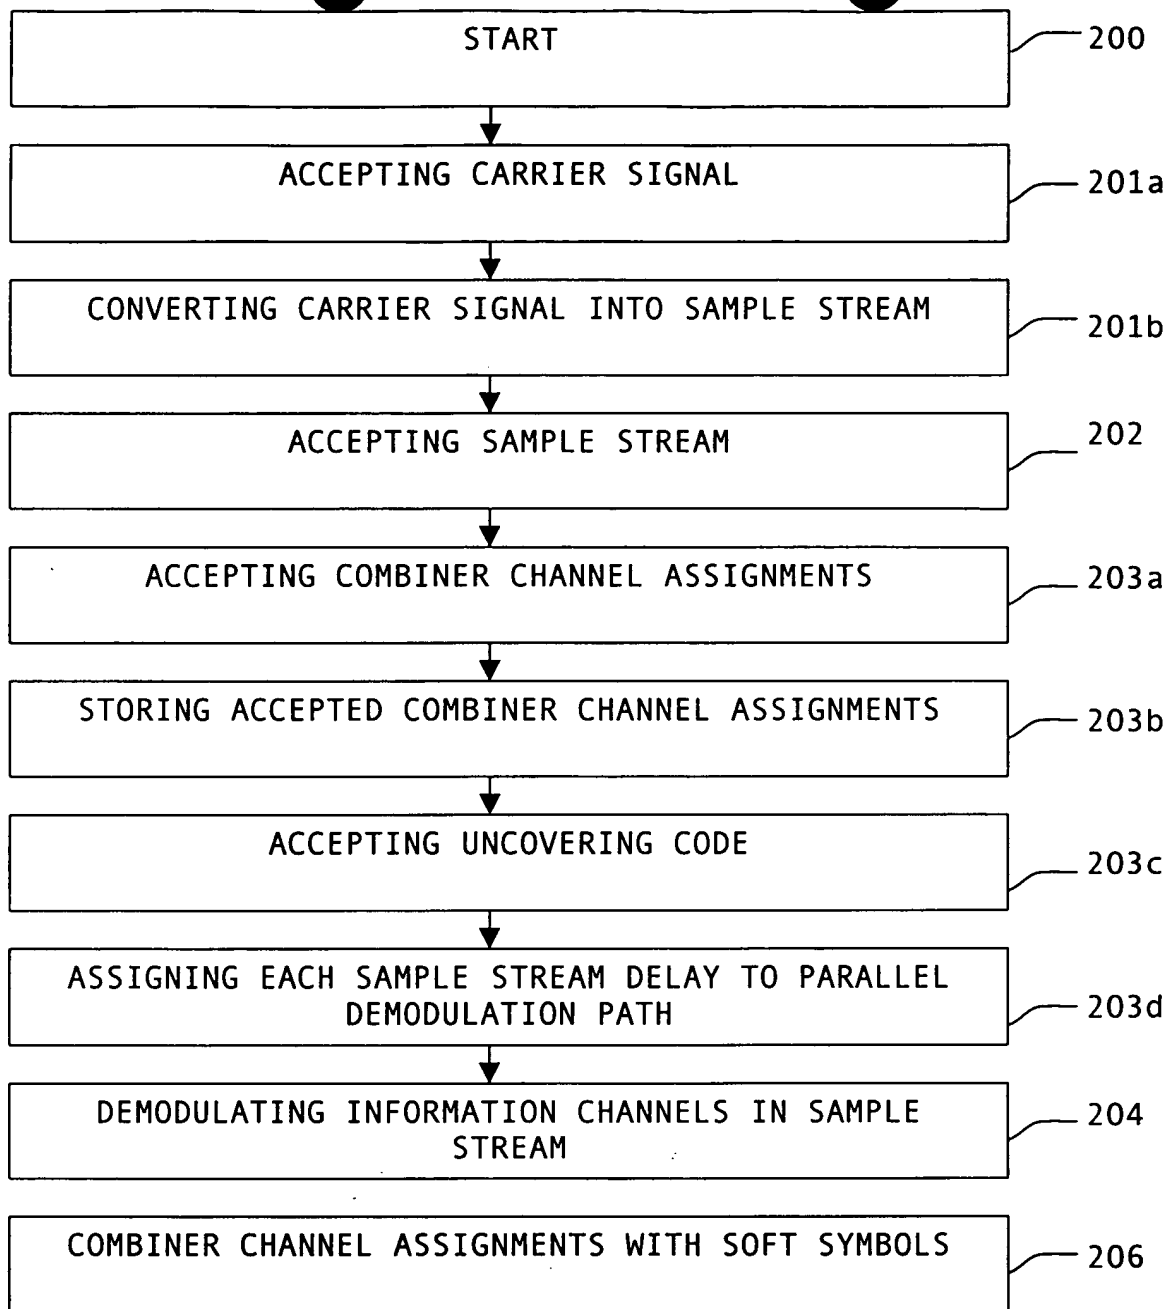 START
200
ACCEPTING CARRIER SIGNAL
201a
CONVERTING CARRIER SIGNAL INTO SAMPLE STREAM
201b
ACCEPTING SAMPLE STREAM
202
ACCEPTING COMBINER CHANNEL ASSIGNMENTS
203a
STORING ACCEPTED COMBINER CHANNEL ASSIGNMENTS
203b
ACCEPTING UNCOVERING CODE
203c
ASSIGNING EACH SAMPLE STREAM DELAY TO PARALLEL
DEMODULATION PATH
203d
DEMODULATING INFORMATION CHANNELS IN SAMPLE
STREAM
204
COMBINER CHANNEL ASSIGNMENTS WITH SOFT SYMBOLS
206